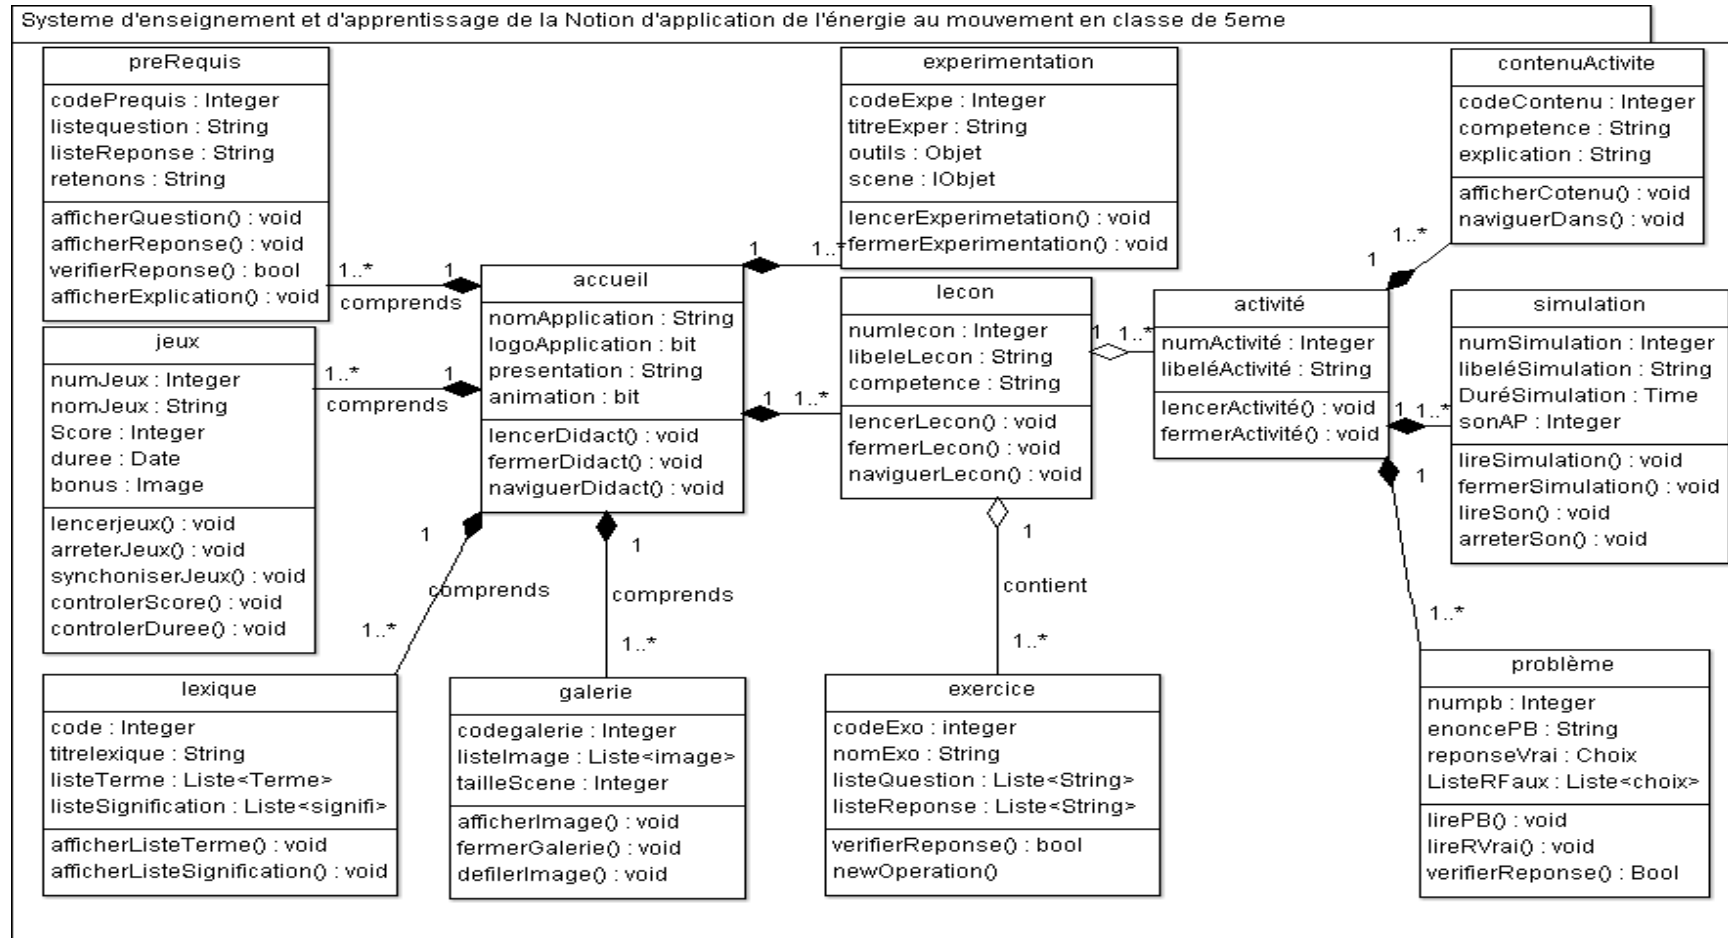 Systeme d'enseignement et d'apprentissage de la Notion d'application de l'énergie au mouvement en classe de 5eme
preRequis
codePrequis : Integer
listequestion : String
listeReponse : String
retenons : String
afficherQuestion() : void
afficherReponse() : void
verifierReponse() : bool
afficherExplication() : void
1..*
1
comprends
jeux
numJeux : Integer
nomJeux : String
Score : Integer
duree : Date
bonus : Image
lencerjeux() : void
arreterJeux() : void
synchoniserJeux() : void
controlerScore() : void
controlerDuree() : void
1..*
1
comprends
accueil
nomApplication : String
logoApplication : bit
presentation : String
animation : bit
lencerDidact() : void
fermerDidact() : void
naviguerDidact() : void
1
comprends
1..*
1
comprends
1..*
lexique
code : Integer
titrelexique : String
listeTerme : Liste<Terme>
listeSignification : Liste<signifi>
afficherListeTerme() : void
afficherListeSignification() : void
galerie
codegalerie : Integer
listeImage : Liste<image>
tailleScene : Integer
afficherImage() : void
fermerGalerie() : void
defilerImage() : void
experimentation
codeExpe : Integer
titreExper : String
outils : Objet
scene : IObjet
lencerExperimetation() : void
fermerExperimentation() : void
1
1..*
lecon
numlecon : Integer
libeleLecon : String
competence : String
lencerLecon() : void
fermerLecon() : void
naviguerLecon() : void
1
1..*
1
1..*
1
contient
1..*
exercice
codeExo : integer
nomExo : String
listeQuestion : Liste<String>
listeReponse : Liste<String>
verifierReponse() : bool
newOperation()
activité
numActivité : Integer
libeléActivité : String
lencerActivité() : void
fermerActivité() : void
1
1..*
1
1..*
1
1..*
contenuActivite
codeContenu : Integer
competence : String
explication : String
afficherCotenu() : void
naviguerDans() : void
simulation
numSimulation : Integer
libeléSimulation : String
DuréSimulation : Time
sonAP : Integer
lireSimulation() : void
fermerSimulation() : void
lireSon() : void
arreterSon() : void
problème
numpb : Integer
enoncePB : String
reponseVrai : Choix
ListeRFaux : Liste<choix>
lirePB() : void
lireRVrai() : void
verifierReponse() : Bool